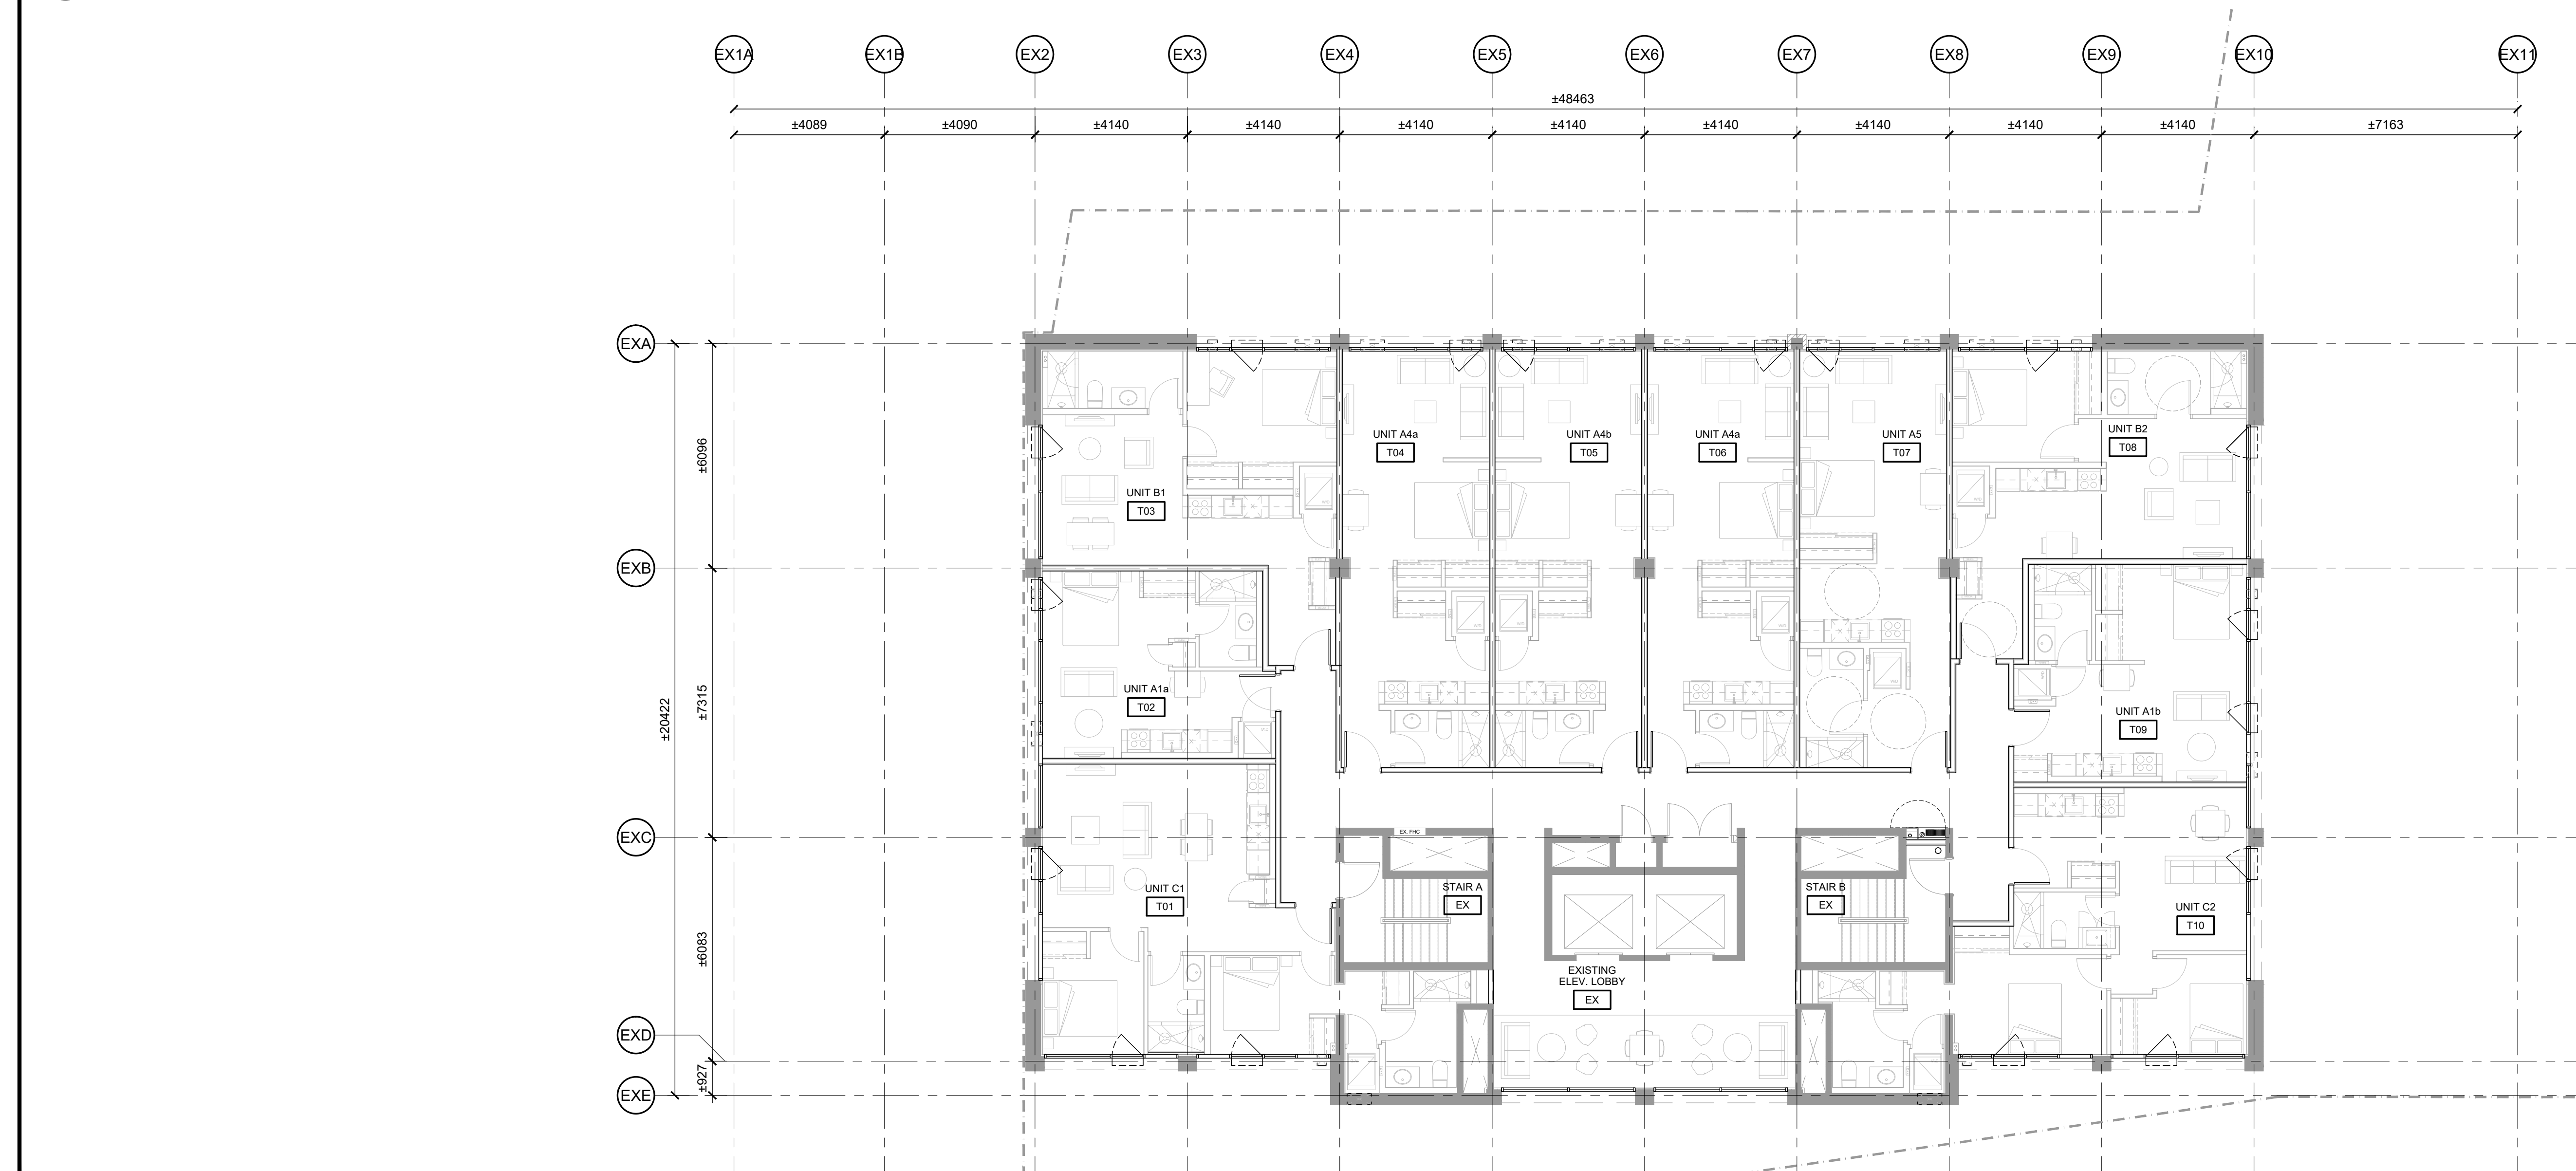 EX1A EX1B EX2 EX3 EX4 EX5 EX6 EX7 EX8 EX9 EX10 EX11
±48463
±4089 ±4090 ±4140 ±4140 ±4140 ±4140 ±4140 ±4140 ±4140 ±4140 ±7163
EXA
EXB
EXC
EXD
EXE
±20422
±6096
±7315
±6083
±927
UNIT B1
T03
UNIT A4a
T04
UNIT A4b
T05
UNIT A4a
T06
UNIT A5
T07
UNIT B2
T08
UNIT A1a
T02
UNIT A1b
T09
UNIT C1
T01
EX. FHC
STAIR A
EX
STAIR B
EX
UNIT C2
T10
EXISTING
ELEV. LOBBY
EX